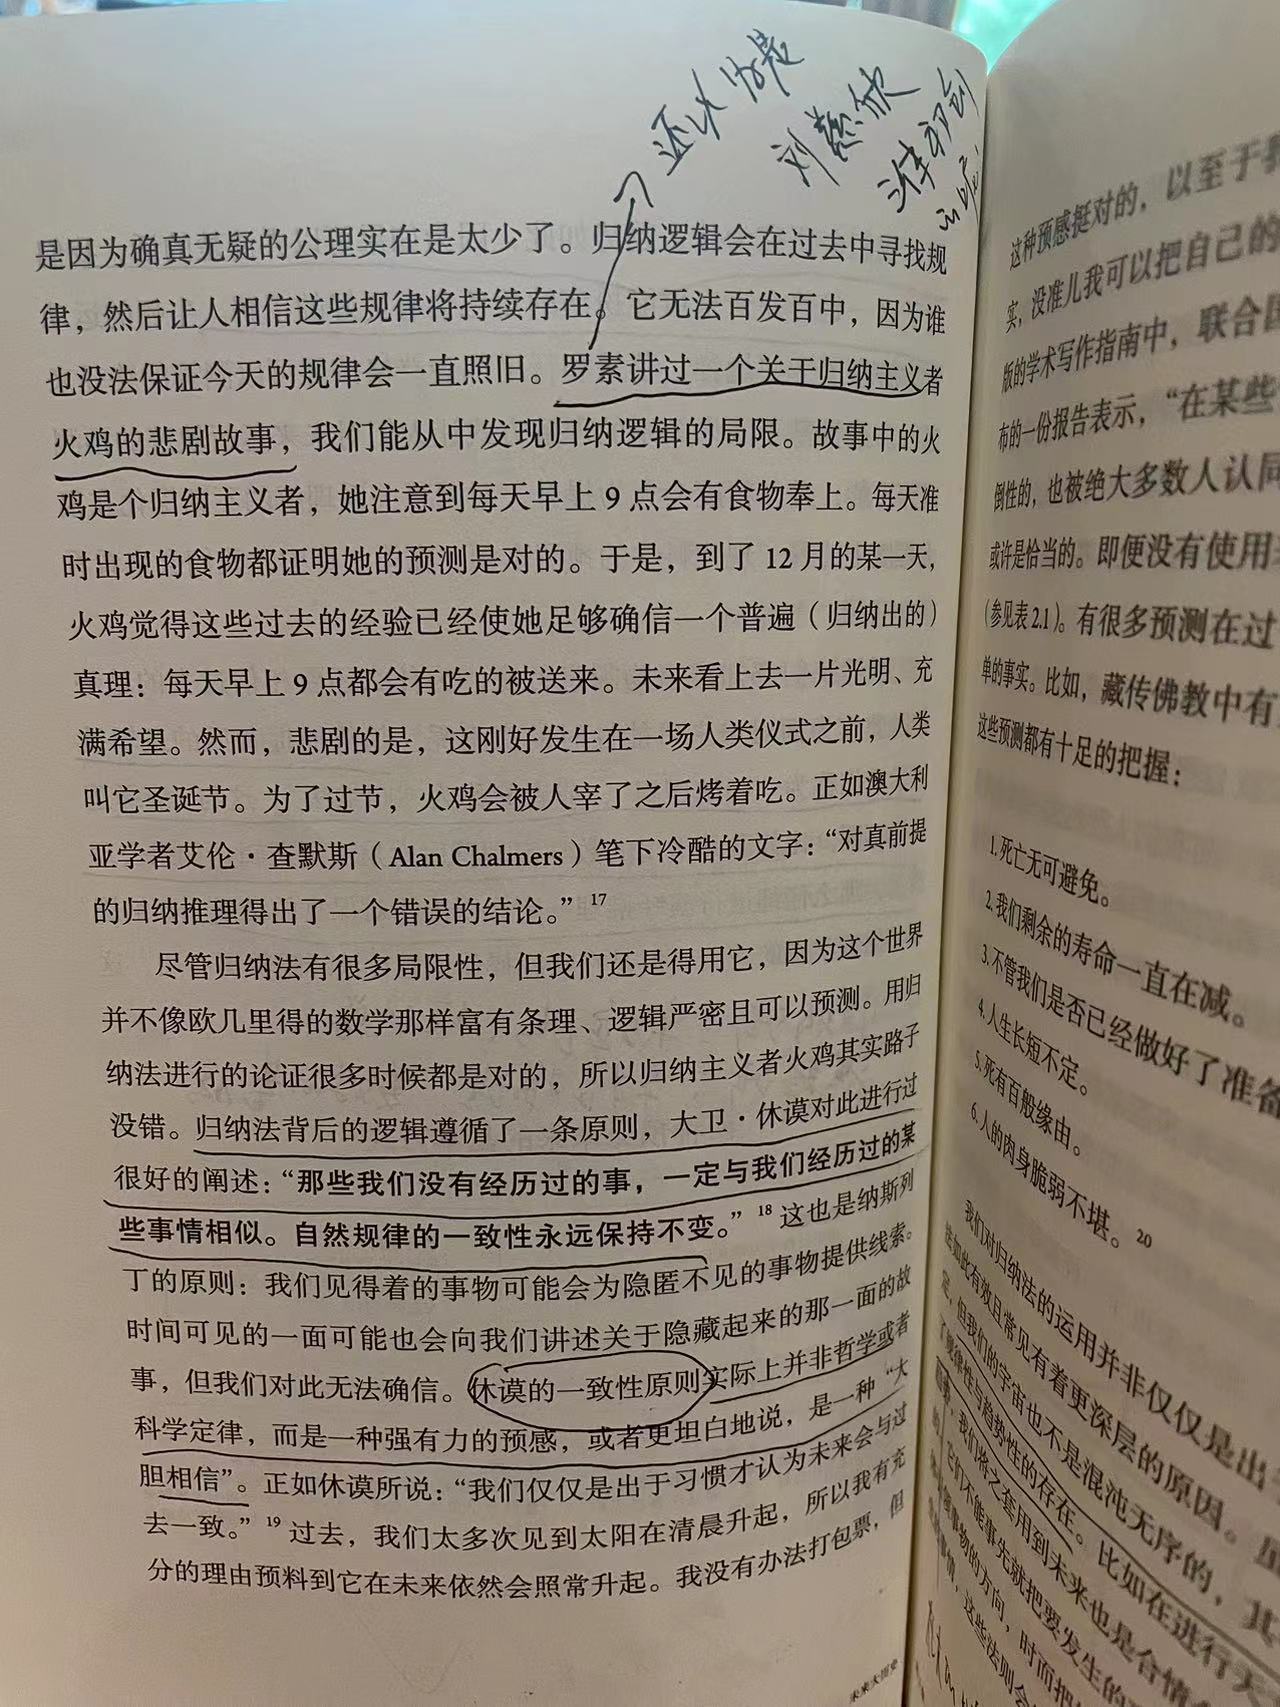 还以为是
刘慈欣
是因为确真无疑的公理实在是太少了。归纳逻辑会在过去中寻找规
律，然后让人相信这些规律将持续存在。它无法百发百中，因为谁
也没法保证今天的规律会一直照旧。罗素讲过一个关于归纳主义者
火鸡的悲剧故事，我们能从中发现归纳逻辑的局限。故事中的火
鸡是个归纳主义者，她注意到每天早上 9 点会有食物奉上。每天准
时出现的食物都证明她的预测是对的。于是，到了 12 月的某一天，
火鸡觉得这些过去的经验已经使她足够确信一个普遍（归纳出的）
真理：每天早上 9 点都会有吃的被送来。未来看上去一片光明、充
满希望。然而，悲剧的是，这刚好发生在一场人类仪式之前，人类
叫它圣诞节。为了过节，火鸡会被人宰了之后烤着吃。正如澳大利
亚学者艾伦·查默斯（Alan Chalmers）笔下冷酷的文字：“对真前提
的归纳推理得出了一个错误的结论。”17
尽管归纳法有很多局限性，但我们还是得用它，因为这个世界
并不像欧几里得的数学那样富有条理、逻辑严密且可以预测。用归
纳法进行的论证很多时候都是对的，所以归纳主义者火鸡其实路子
没错。归纳法背后的逻辑遵循了一条原则，大卫·休谟对此进行过
很好的阐述：“那些我们没有经历过的事，一定与我们经历过的某
些事情相似。自然规律的一致性永远保持不变。”18 这也是纳斯列
丁的原则：我们见得着的事物可能会为隐匿不见的事物提供线索。
时间可见的一面可能也会向我们讲述关于隐藏起来的那一面的故
事，但我们对此无法确信。休谟的一致性原则实际上并非哲学或者
科学定律，而是一种强有力的预感，或者更坦白地说，是一种“大
胆相信”。正如休谟所说：“我们仅仅是出于习惯才认为未来会与过
去一致。”19 过去，我们太多次见到太阳在清晨升起，所以我有充
分的理由预料到它在未来依然会照常升起。我没有办法打包票，但
未来大历史
这种预感挺对的，以至于我
实，没准儿我可以把自己的
版的学术写作指南中，联合国
布的一份报告表示，“在某些
倒性的，也被绝大多数人认同
或许是恰当的。即便没有使用
（参见表2.1）。有很多预测在过
单的事实。比如，藏传佛教中有
这些预测都有十足的把握：
1. 死亡无可避免。
2. 我们剩余的寿命一直在减。
3. 不管我们是否已经做好了准备
4. 人生长短不定。
5. 死有百般缘由。
6. 人的肉身脆弱不堪。20
我们对归纳法的运用并非仅仅是出于
法如此有效且常见有着更深层的原因。
定，但我们的宇宙也不是混沌无序的，其
了规律性与趋势性的存在。比如在进行天
我们将之套用到未来也是合情
它们不能事先就把要发生的
事物的方向，时而把
这些法则会